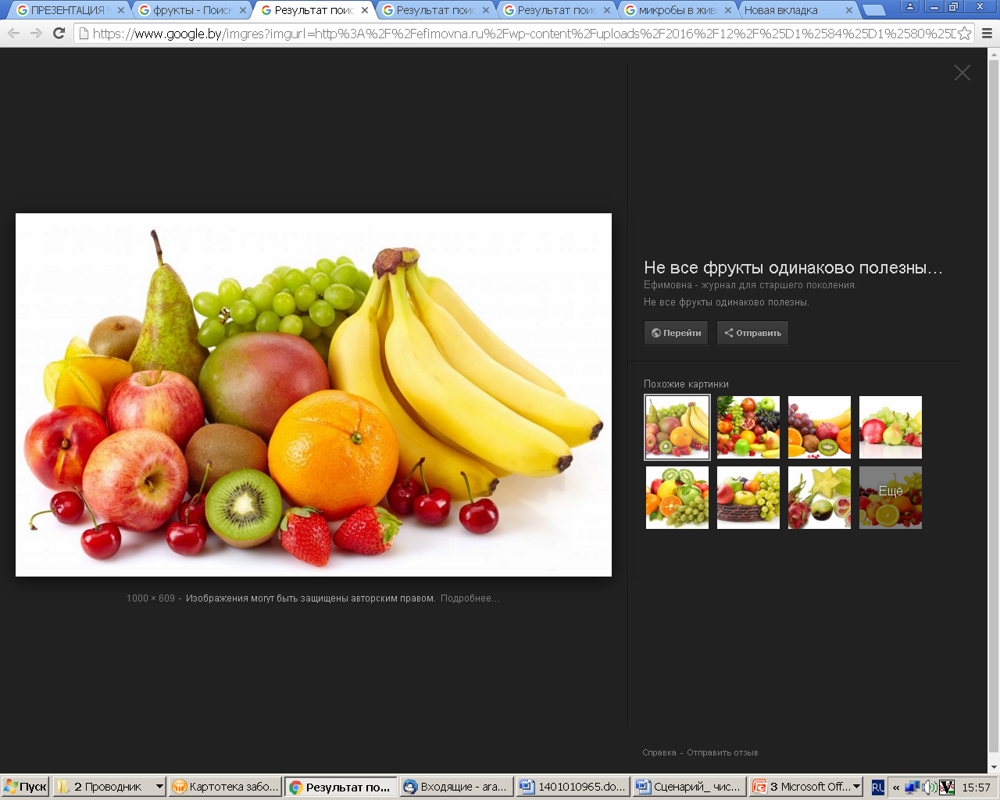 ПРЕЗЕНТАЦИЯ
фрукты - Поис
Результат пои
Результат пои
Результат пои
микробы в жив
Новая вкладка
https://www.google.by/imgres?imgurl=http%3A%2F%2Fefimovna.ru%2Fwp-content%2Fuploads%2F2016%2F12%2F%25D1%2584%25D1%2580%25D
Не все фрукты одинаково полезны...
Ефимовна - журнал для старшего поколения.
Не все фрукты одинаково полезны.
Перейти
Отправить
Похожие картинки
Ещё
1000 × 609 - Изображения могут быть защищены авторским правом. Подробнее...
Справка - Отправить отзыв
Пуск
2 Проводник
Картотека забо...
Результат по...
Входящие - ara...
1401010965.do...
Сценарий_ чис...
3 Microsoft Off...
RU
«
15:57